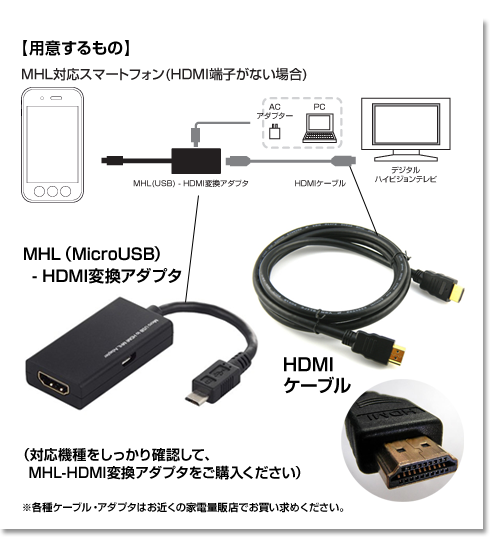 【用意するもの】
MHL対応スマートフォン(HDMI端子がない場合)
AC
アダプター
PC
MHL(USB) - HDMI変換アダプタ
HDMIケーブル
デジタル
ハイビジョンテレビ
MHL(MicroUSB)
- HDMI変換アダプタ
Micro USB to HDMI MHL Adapter
HDMI
ケーブル
HDMI
(対応機種をしっかり確認して、
MHL-HDMI変換アダプタをご購入ください)
※各種ケーブル・アダプタはお近くの家電量販店でお買い求めください。